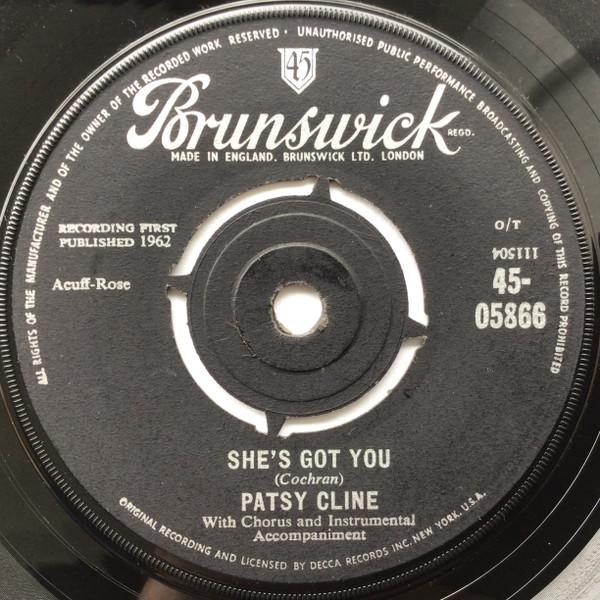 ALL RIGHTS OF THE MANUFACTURER AND OF THE OWNER OF THE RECORDED WORK RESERVED · UNAUTHORISED PUBLIC PERFORMANCE BROADCASTING AND COPYING OF THIS RECORD PROHIBITED
45
Brunswick REGD.
MADE IN ENGLAND. BRUNSWICK LTD. LONDON
RECORDING FIRST
PUBLISHED 1962
O/T
111504
Acuff-Rose
45-
05866
SHE'S GOT YOU
(Cochran)
PATSY CLINE
With Chorus and Instrumental
Accompaniment
ORIGINAL RECORDING AND LICENSED BY DECCA RECORDS INC. NEW YORK, U.S.A.